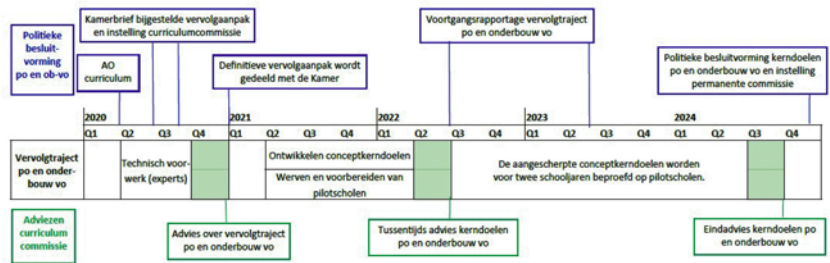 Politieke
besluit-
vorming
po en ob-vo
Kamerbrief bijgestelde vervolgaanpak
en instelling curriculumcommissie
AO
curriculum
Definitieve vervolgaanpak wordt
gedeeld met de Kamer
Voortgangsrapportage vervolgtraject
po en onderbouw vo
Politieke besluitvorming kerndoelen
po en onderbouw vo en instelling
permanente commissie
2020 2021 2022 2023 2024
Q1 Q2 Q3 Q4 Q1 Q2 Q3 Q4 Q1 Q2 Q3 Q4 Q1 Q2 Q3 Q4 Q1 Q2 Q3 Q4
Vervolgtraject
po en onder-
bouw vo
Technisch voor-
werk (experts)
Ontwikkelen conceptkerndoelen
Werven en voorbereiden van
pilotscholen
De aangescherpte conceptkerndoelen worden
voor twee schooljaren beproefd op pilotscholen.
Adviezen
curriculum
commissie
Advies over vervolgtraject
po en onderbouw vo
Tussentijds advies kerndoelen
po en onderbouw vo
Eindadvies kerndoelen po
en onderbouw vo